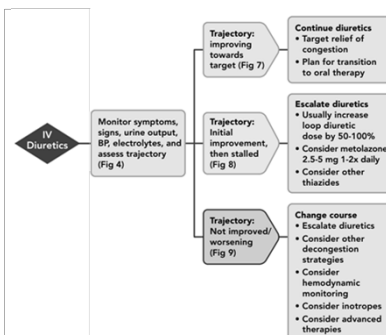 IV
Diuretics
Monitor symptoms,
signs, urine output,
BP, electrolytes, and
assess trajectory
(Fig 4)
Trajectory:
improving
towards
target (Fig 7)
Continue diuretics
• Target relief of
congestion
• Plan for transition
to oral therapy
Trajectory:
Initial
improvement,
then stalled
(Fig 8)
Escalate diuretics
• Usually increase
loop diuretic
dose by 50-100%
• Consider metolazone
2.5-5 mg 1-2x daily
• Consider other
thiazides
Trajectory:
Not improved/
worsening
(Fig 9)
Change course
• Escalate diuretics
• Consider other
decongestion
strategies
• Consider
hemodynamic
monitoring
• Consider inotropes
• Consider advanced
therapies